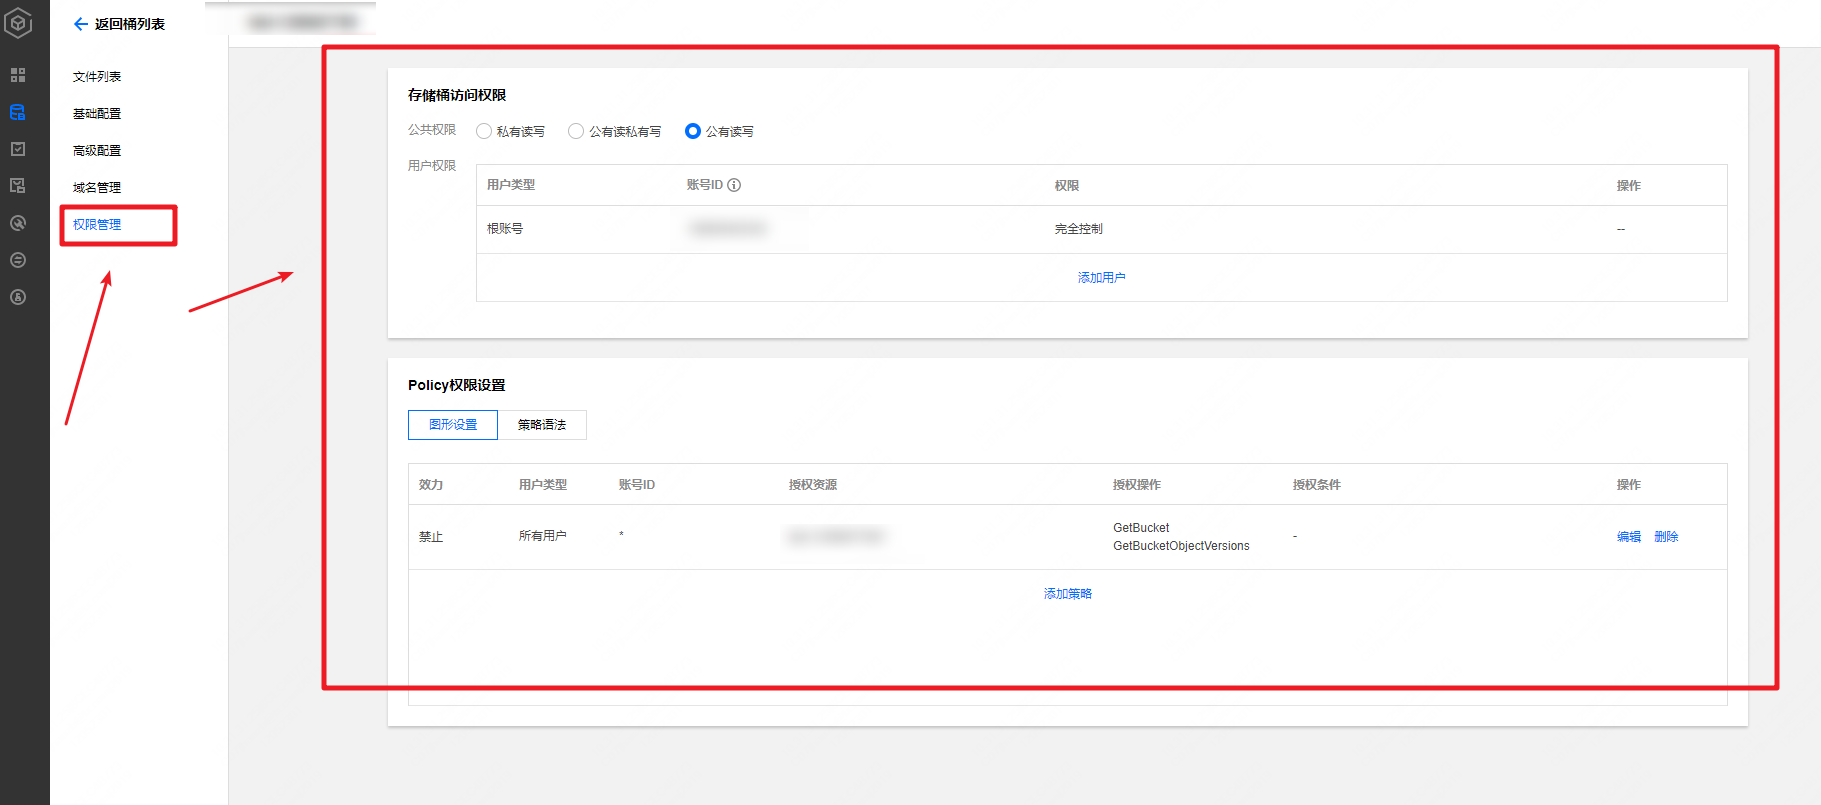 返回桶列表
文件列表
基础配置
高级配置
域名管理
权限管理
存储桶访问权限
公共权限 私有读写 公有读私有写 公有读写
用户权限
用户类型 账号ID 权限 操作
根账号 完全控制 --
添加用户
Policy权限设置
图形设置 策略语法
效力 用户类型 账号ID 授权资源 授权操作 授权条件 操作
禁止 所有用户 * GetBucket - 编辑 删除
GetBucketObjectVersions
添加策略